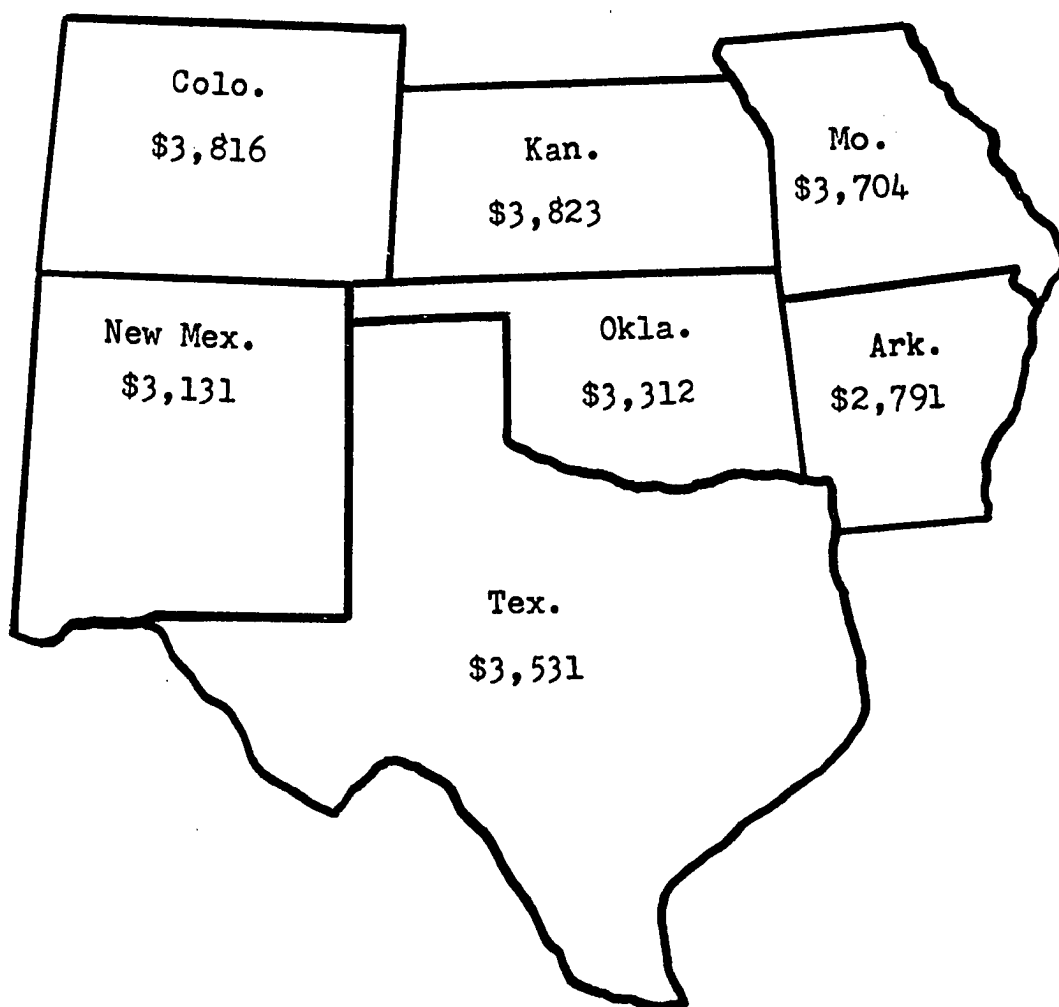 Colo.
$3,816
Kan.
$3,823
Mo.
$3,704
New Mex.
$3,131
Okla.
$3,312
Ark.
$2,791
Tex.
$3,531